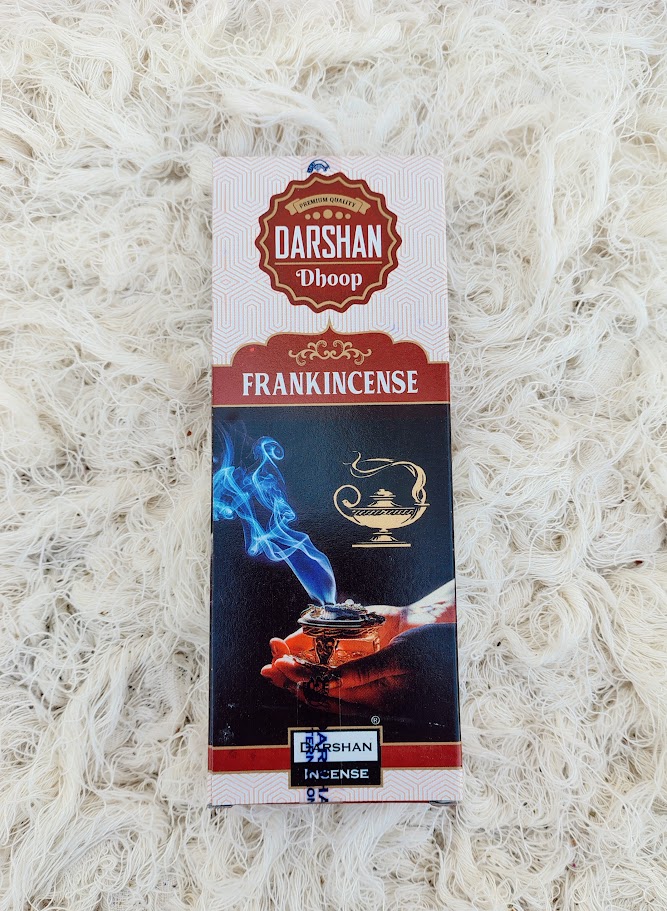 PREMIUM QUALITY
DARSHAN
Dhoop
FRANKINCENSE
®
DARSHAN
INCENSE